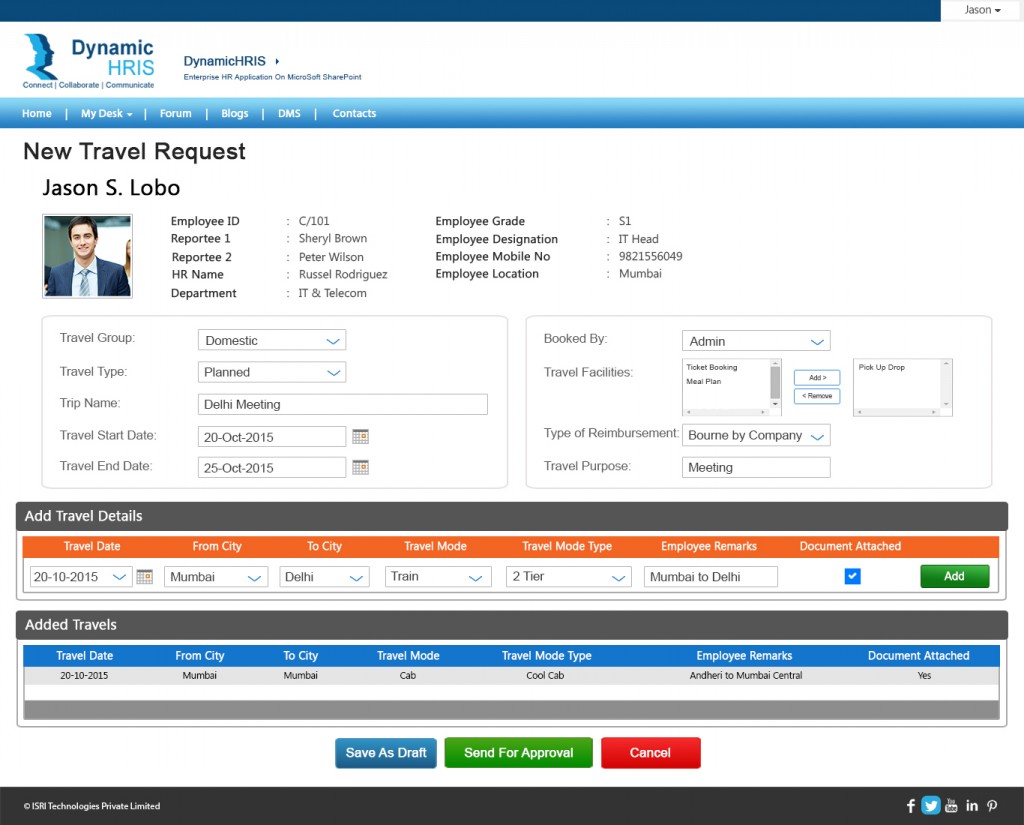 Jason
Dynamic
HRIS
Connect | Collaborate | Communicate
DynamicHRIS
Enterprise HR Application On MicroSoft SharePoint
Home | My Desk | Forum | Blogs | DMS | Contacts
New Travel Request
Jason S. Lobo
Employee ID : C/101
Reportee 1 : Sheryl Brown
Reportee 2 : Peter Wilson
HR Name : Russel Rodriguez
Department : IT & Telecom
Employee Grade : S1
Employee Designation : IT Head
Employee Mobile No : 9821556049
Employee Location : Mumbai
Travel Group: Domestic
Travel Type: Planned
Trip Name: Delhi Meeting
Travel Start Date: 20-Oct-2015
Travel End Date: 25-Oct-2015
Booked By: Admin
Travel Facilities: Ticket Booking
Meal Plan
Add >
< Remove
Pick Up Drop
Type of Reimbursement: Bourne by Company
Travel Purpose: Meeting
Add Travel Details
Travel Date From City To City Travel Mode Travel Mode Type Employee Remarks Document Attached
20-10-2015 Mumbai Delhi Train 2 Tier Mumbai to Delhi Add
Added Travels
Travel Date From City To City Travel Mode Travel Mode Type Employee Remarks Document Attached
20-10-2015 Mumbai Mumbai Cab Cool Cab Andheri to Mumbai Central Yes
Save As Draft Send For Approval Cancel
© ISRI Technologies Private Limited